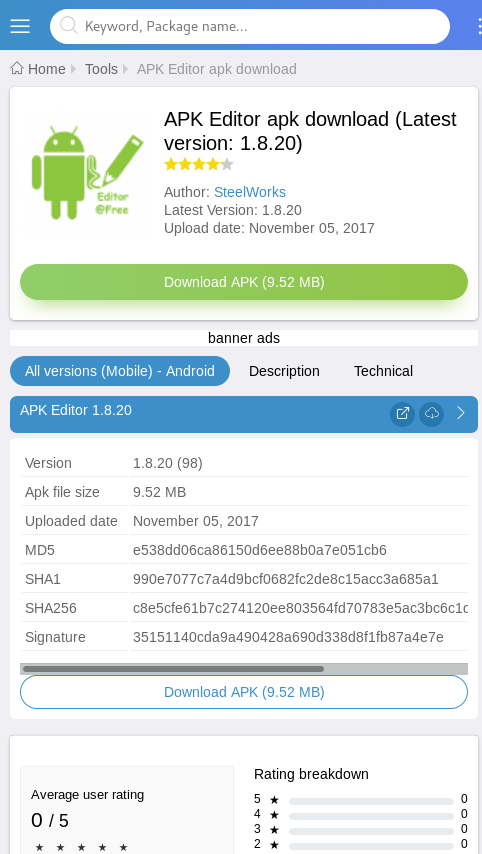 Keyword, Package name...
Home
Tools
APK Editor apk download
Editor
@Free
APK Editor apk download (Latest
version: 1.8.20)
Author: SteelWorks
Latest Version: 1.8.20
Upload date: November 05, 2017
Download APK (9.52 MB)
banner ads
All versions (Mobile) - Android
Description
Technical
APK Editor 1.8.20
Version 1.8.20 (98)
Apk file size 9.52 MB
Uploaded date November 05, 2017
MD5 e538dd06ca86150d6ee88b0a7e051cb6
SHA1 990e7077c7a4d9bcf0682fc2de8c15acc3a685a1
SHA256 c8e5cfe61b7c274120ee803564fd70783e5ac3bc6c1c
Signature 35151140cda9a490428a690d338d8f1fb87a4e7e
Download APK (9.52 MB)
Average user rating
0 / 5
Rating breakdown
5 ★ 0
4 ★ 0
3 ★ 0
2 ★ 0